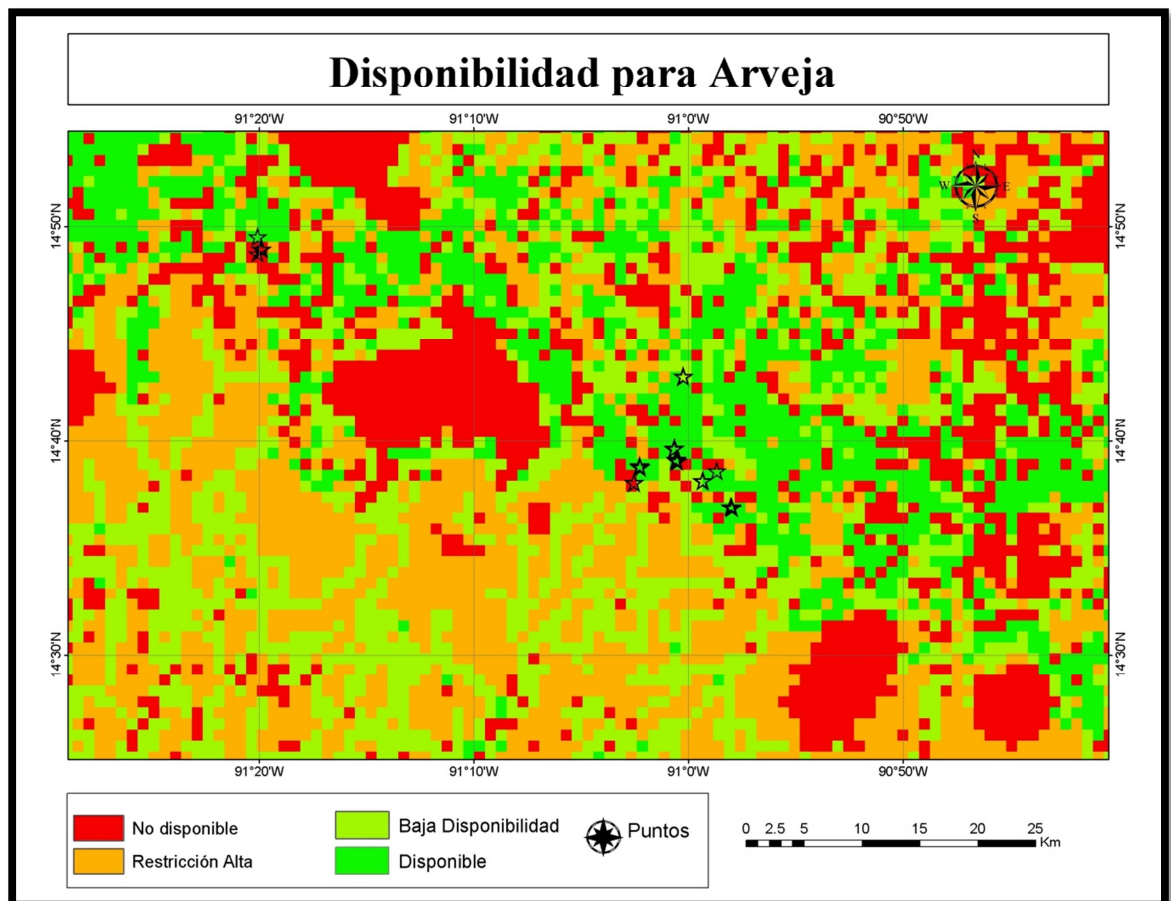 Disponibilidad para Arveja
91°20'W 91°10'W 91°0'W 90°50'W
N
W E
S
14°50'N 14°50'N
14°40'N 14°40'N
14°30'N 14°30'N
91°20'W 91°10'W 91°0'W 90°50'W
No disponible
Restricción Alta
Baja Disponibilidad
Disponible
Puntos
0 2.5 5 10 15 20 25
Km